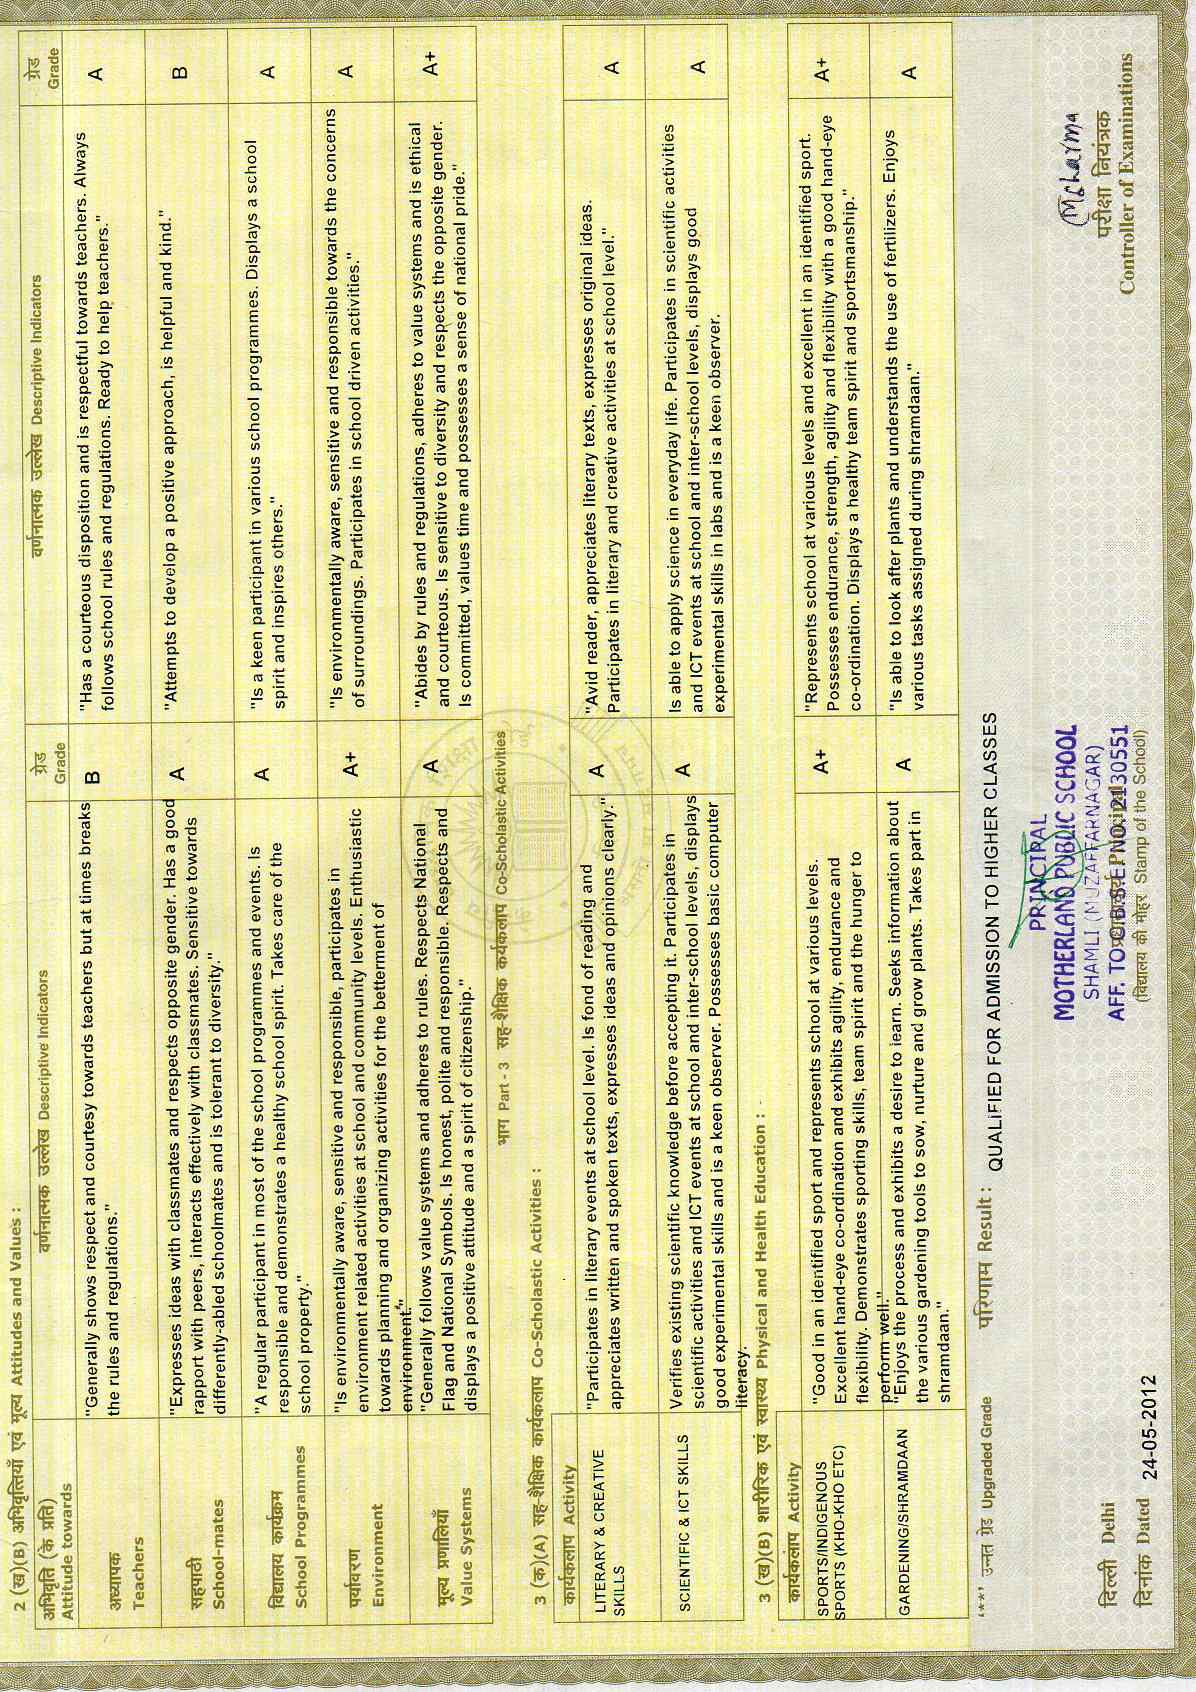 2 (ख)(B) अभिवृत्तियाँ एवं मूल्य Attitudes and Values :
अभिवृत्ति (के प्रति)
Attitude towards
वर्णनात्मक उल्लेख Descriptive Indicators
ग्रेड
Grade
वर्णनात्मक उल्लेख Descriptive Indicators
ग्रेड
Grade
अध्यापक
Teachers
"Generally shows respect and courtesy towards teachers but at times breaks
the rules and regulations."
B
"Has a courteous disposition and is respectful towards teachers. Always
follows school rules and regulations. Ready to help teachers."
A
सहपाठी
School-mates
"Expresses ideas with classmates and respects opposite gender. Has a good
rapport with peers, interacts effectively with classmates. Sensitive towards
differently-abled schoolmates and is tolerant to diversity."
A
"Attempts to develop a positive approach, is helpful and kind."
B
विद्यालय कार्यक्रम
School Programmes
"A regular participant in most of the school programmes and events. Is
responsible and demonstrates a healthy school spirit. Takes care of the
school property."
A
"Is a keen participant in various school programmes. Displays a school
spirit and inspires others."
A
पर्यावरण
Environment
"Is environmentally aware, sensitive and responsible, participates in
environment related activities at school and community levels. Enthusiastic
towards planning and organizing activities for the betterment of
environment."
A+
"Is environmentally aware, sensitive and responsible towards the concerns
of surroundings. Participates in school driven activities."
A
मूल्य प्रणालियाँ
Value Systems
"Generally follows value systems and adheres to rules. Respects National
Flag and National Symbols. Is honest, polite and responsible. Respects and
displays a positive attitude and a spirit of citizenship."
A
"Abides by rules and regulations, adheres to value systems and is ethical
and courteous. Is sensitive to diversity and respects the opposite gender.
Is committed, values time and possesses a sense of national pride."
A+
भाग Part - 3 सह-शैक्षिक कार्यकलाप Co-Scholastic Activities
3 (क)(A) सह-शैक्षिक कार्यकलाप Co-Scholastic Activities :
कार्यकलाप Activity
LITERARY & CREATIVE
SKILLS
"Participates in literary events at school level. Is fond of reading and
appreciates written and spoken texts, expresses ideas and opinions clearly."
A
"Avid reader, appreciates literary texts, expresses original ideas.
Participates in literary and creative activities at school level."
A
SCIENTIFIC & ICT SKILLS
Verifies existing scientific knowledge before accepting it. Participates in
scientific activities and ICT events at school and inter-school levels, displays
good experimental skills and is a keen observer. Possesses basic computer
literacy.
A
Is able to apply science in everyday life. Participates in scientific activities
and ICT events at school and inter-school levels, displays good
experimental skills in labs and is a keen observer.
A
3 (ख)(B) शारीरिक एवं स्वास्थ्य Physical and Health Education :
कार्यकलाप Activity
SPORTS/INDIGENOUS
SPORTS (KHO-KHO ETC)
"Good in an identified sport and represents school at various levels.
Excellent hand-eye co-ordination and exhibits agility, endurance and
flexibility. Demonstrates sporting skills, team spirit and the hunger to
perform well."
A+
"Represents school at various levels and excellent in an identified sport.
Possesses endurance, strength, agility and flexibility with a good hand-eye
co-ordination. Displays a healthy team spirit and sportsmanship."
A+
GARDENING/SHRAMDAAN
"Enjoys the process and exhibits a desire to learn. Seeks information about
the various gardening tools to sow, nurture and grow plants. Takes part in
shramdaan."
A
"Is able to look after plants and understands the use of fertilizers. Enjoys
various tasks assigned during shramdaan."
A
'**' उन्नत ग्रेड Upgraded Grade
परिणाम Result : QUALIFIED FOR ADMISSION TO HIGHER CLASSES
दिल्ली Delhi
दिनांक Dated 24-05-2012
PRINCIPAL
MOTHERLAND PUBLIC SCHOOL
SHAMLI (MUZAFFARNAGAR)
AFF. TO C.B.S.E. NO. 2130551
(विद्यालय की मोहर Stamp of the School)
परीक्षा नियंत्रक
Controller of Examinations